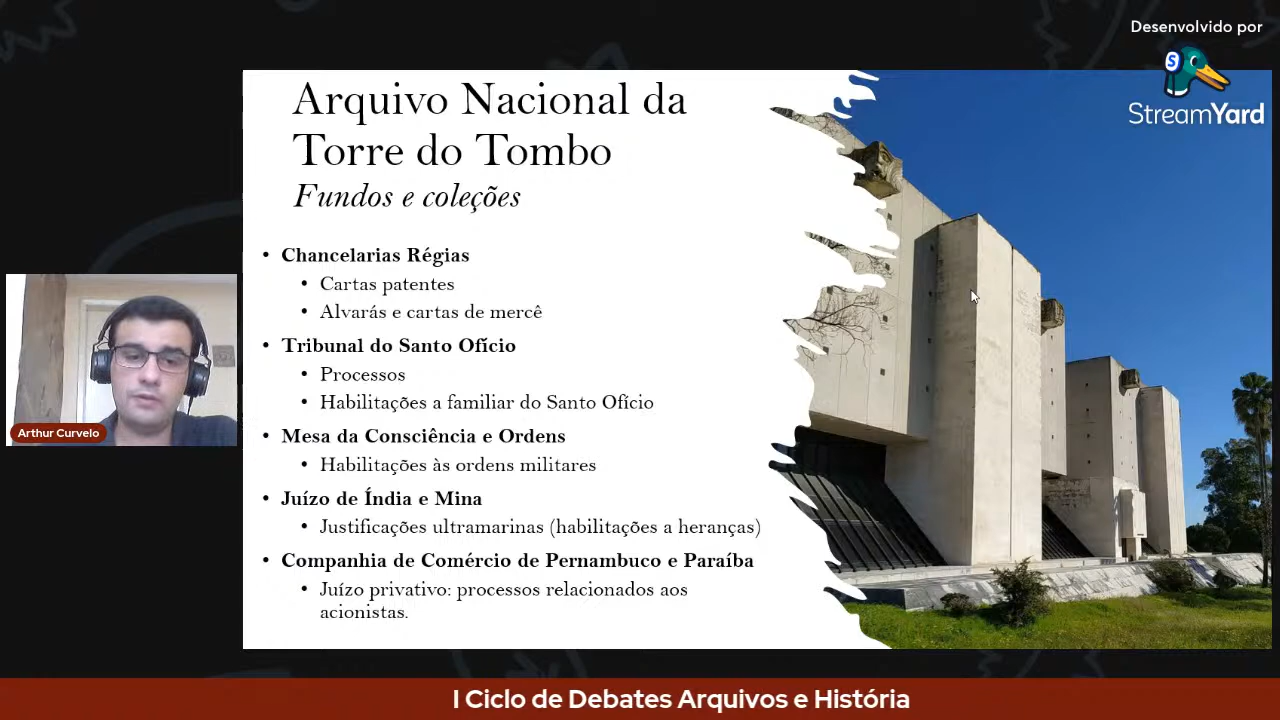 Desenvolvido por
StreamYard
Arquivo Nacional da
Torre do Tombo
Fundos e coleções
• Chancelarias Régias
• Cartas patentes
• Alvarás e cartas de mercê
• Tribunal do Santo Ofício
• Processos
• Habilitações a familiar do Santo Ofício
• Mesa da Consciência e Ordens
• Habilitações às ordens militares
• Juízo de Índia e Mina
• Justificações ultramarinas (habilitações a heranças)
• Companhia de Comércio de Pernambuco e Paraíba
• Juízo privativo: processos relacionados aos
acionistas.
Arthur Curvelo
I Ciclo de Debates Arquivos e História